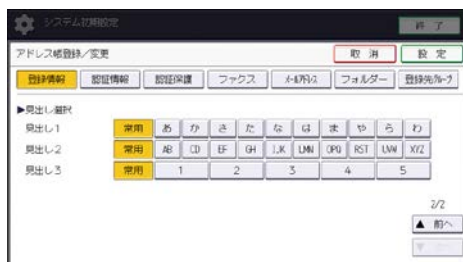 システム初期設定 終了
アドレス帳登録／変更 取消 設定
登録情報 認証情報 認証保護 ファクス メールアドレス フォルダー 登録先グループ
▶見出し選択
見出し1 常用 あ か さ た な は ま や ら わ
見出し2 常用 AB CD EF GH IJK LMN OPQ RST UVW XYZ
見出し3 常用 1 2 3 4 5
2/2
▲ 前へ